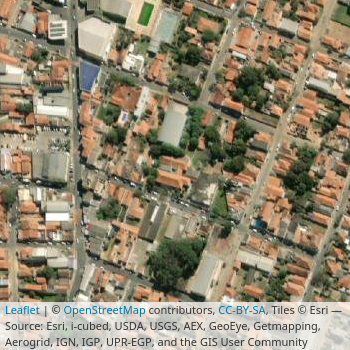 Leaflet | © OpenStreetMap contributors, CC-BY-SA, Tiles © Esri —
Source: Esri, i-cubed, USDA, USGS, AEX, GeoEye, Getmapping,
Aerogrid, IGN, IGP, UPR-EGP, and the GIS User Community